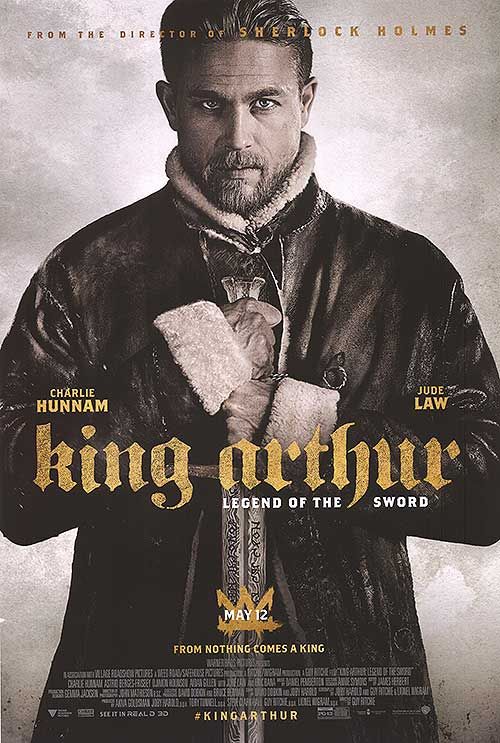 FROM THE DIRECTOR OF SHERLOCK HOLMES
CHARLIE
HUNNAM
JUDE
LAW
king arthur
LEGEND OF THE SWORD
MAY 12
FROM NOTHING COMES A KING
SEE IT IN REAL D 3D
#KINGARTHUR